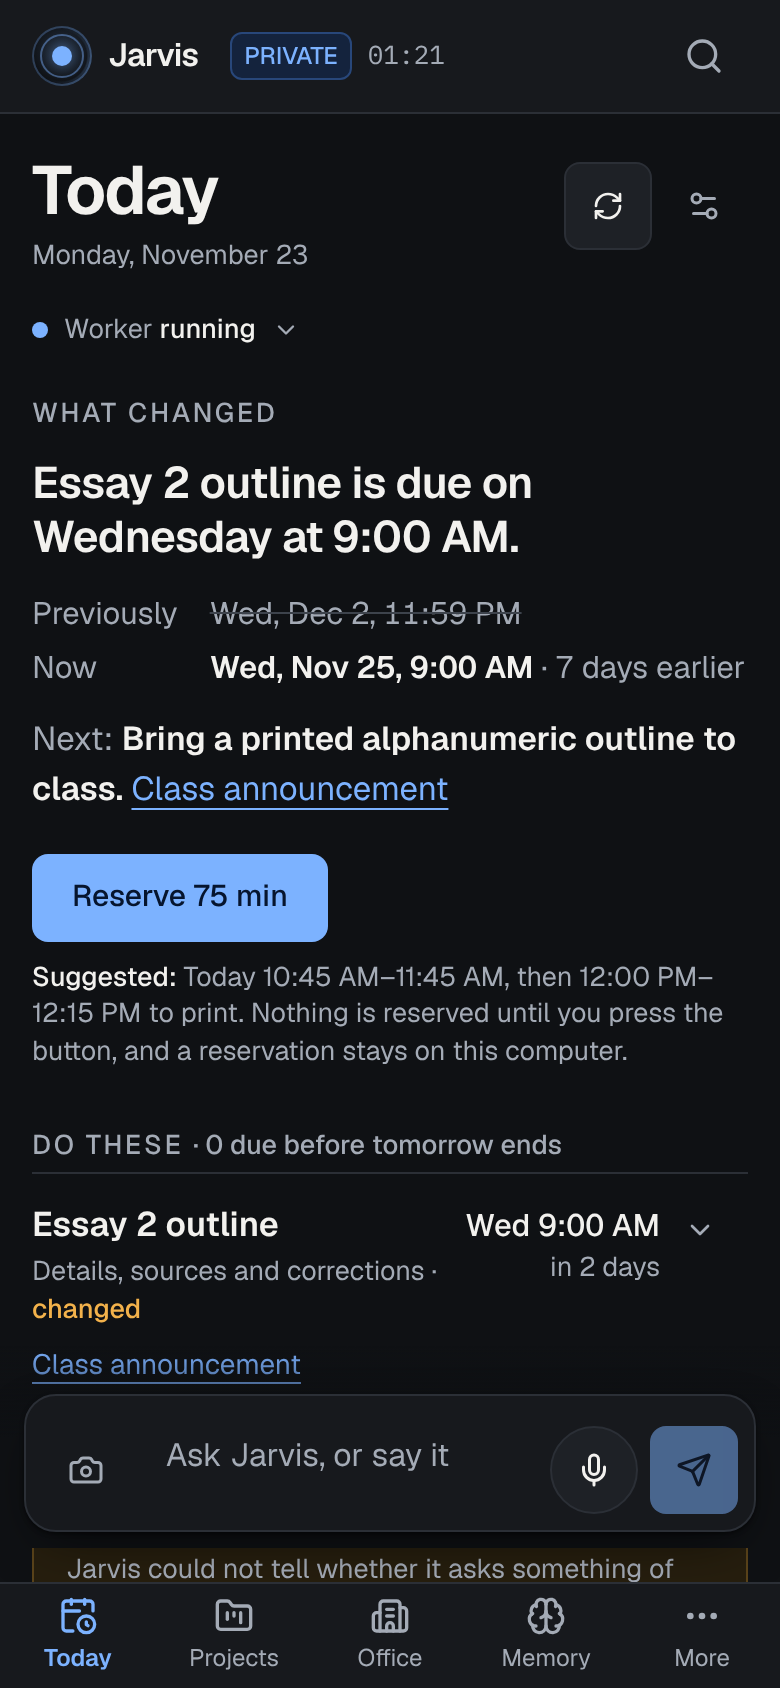 Jarvis PRIVATE 01:21
Today
Monday, November 23
Worker running
WHAT CHANGED
Essay 2 outline is due on
Wednesday at 9:00 AM.
Previously Wed, Dec 2, 11:59 PM
Now Wed, Nov 25, 9:00 AM · 7 days earlier
Next: Bring a printed alphanumeric outline to
class. Class announcement
Reserve 75 min
Suggested: Today 10:45 AM–11:45 AM, then 12:00 PM–
12:15 PM to print. Nothing is reserved until you press the
button, and a reservation stays on this computer.
DO THESE · 0 due before tomorrow ends
Essay 2 outline Wed 9:00 AM
Details, sources and corrections · in 2 days
changed
Class announcement
Ask Jarvis, or say it
Jarvis could not tell whether it asks something of
Today Projects Office Memory More